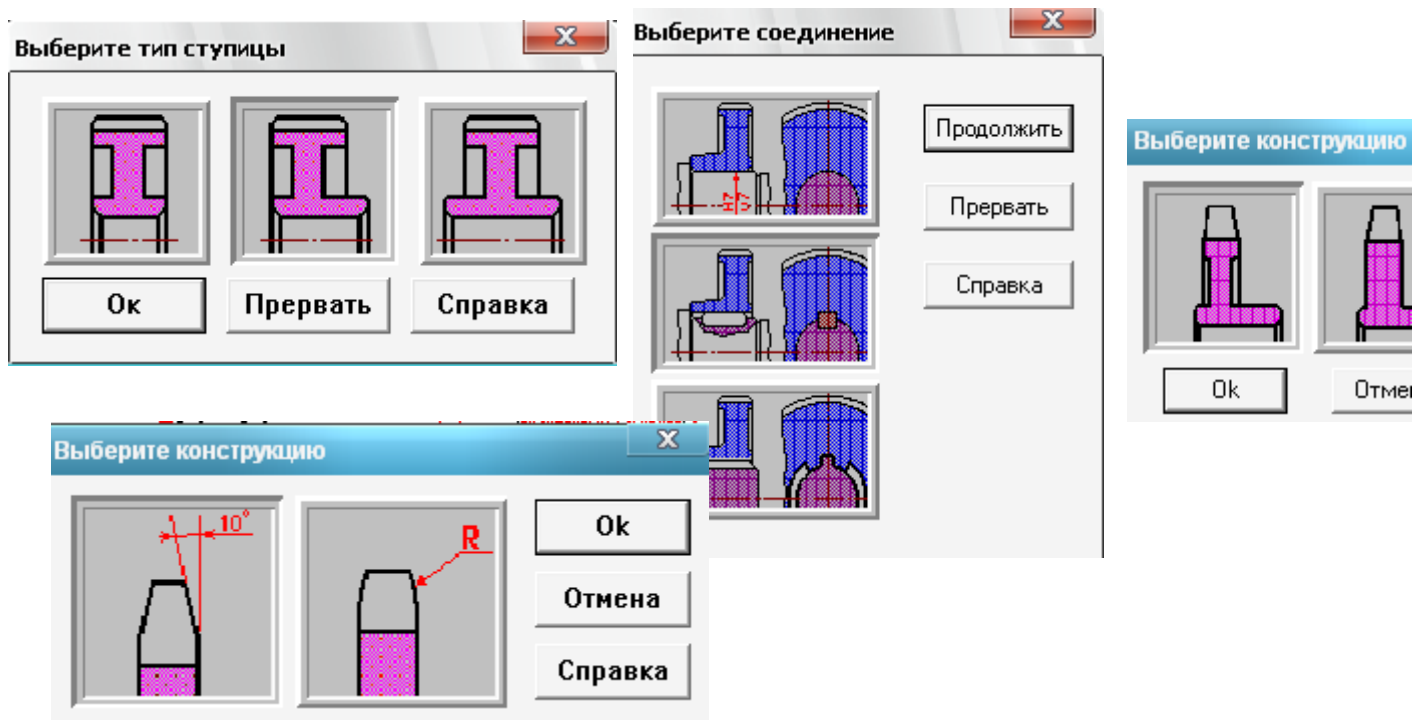 Выберите тип ступицы
Ок
Прервать
Справка
Выберите соединение
Продолжить
Прервать
Справка
Выберите конструкцию
Ok
Выберите конструкцию
10°
R
Ok
Отмена
Справка